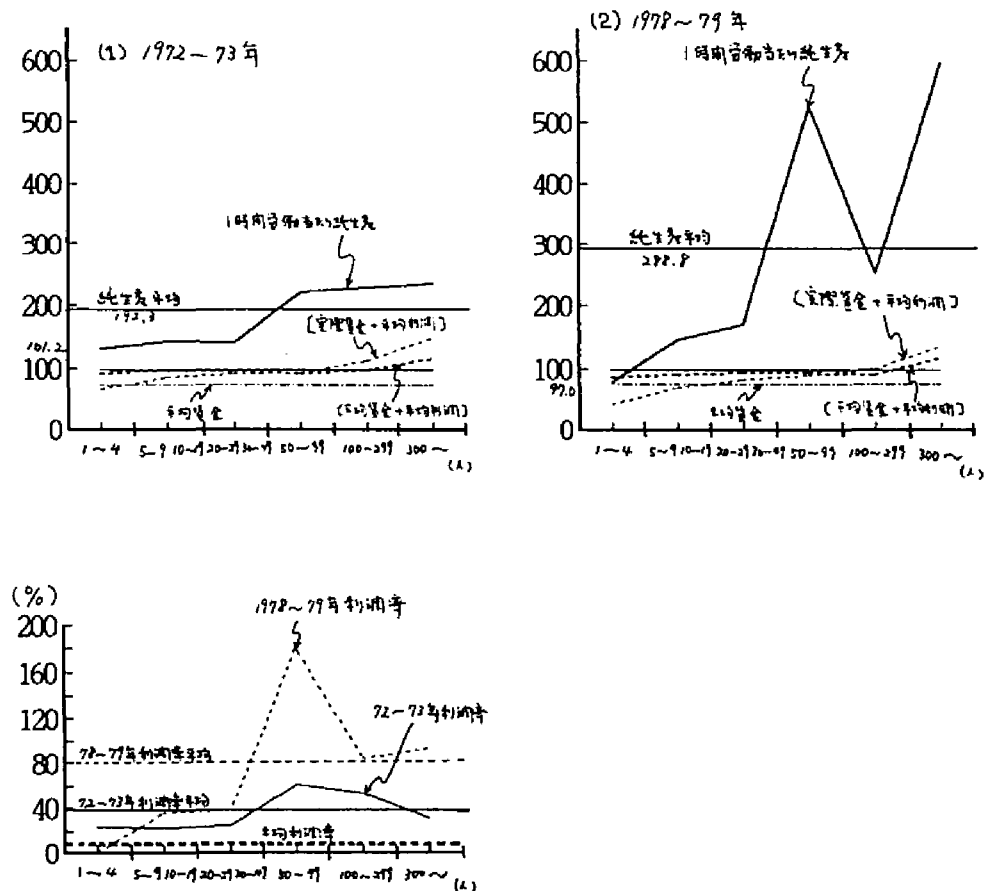 (1) 1972－73年
600
500
400
300
200
100
0
1時間労働当たり純生産
純生産平均
192.3
101.2
[実際賃金+平均利潤]
平均賃金
[平均賃金+平均利潤]
1～4 5-9 10-19 20-29 30-49 50-99 100-299 300～
(人)
(2) 1978～79年
600
500
400
300
200
100
0
1時間労働当たり純生産
純生産平均
288.8
[実際賃金+平均利潤]
97.0
平均賃金
[平均賃金+平均利潤]
1～4 5-9 10-19 20-29 30-49 50～99 100～299 300～
(人)
(%)
200
160
120
80
40
0
1978～79年利潤率
72－73年利潤率
78～79年利潤率平均
72－73年利潤率平均
平均利潤率
1～4 5-9 10-19 20-29 30-49 50-99 100-299 300～
(人)